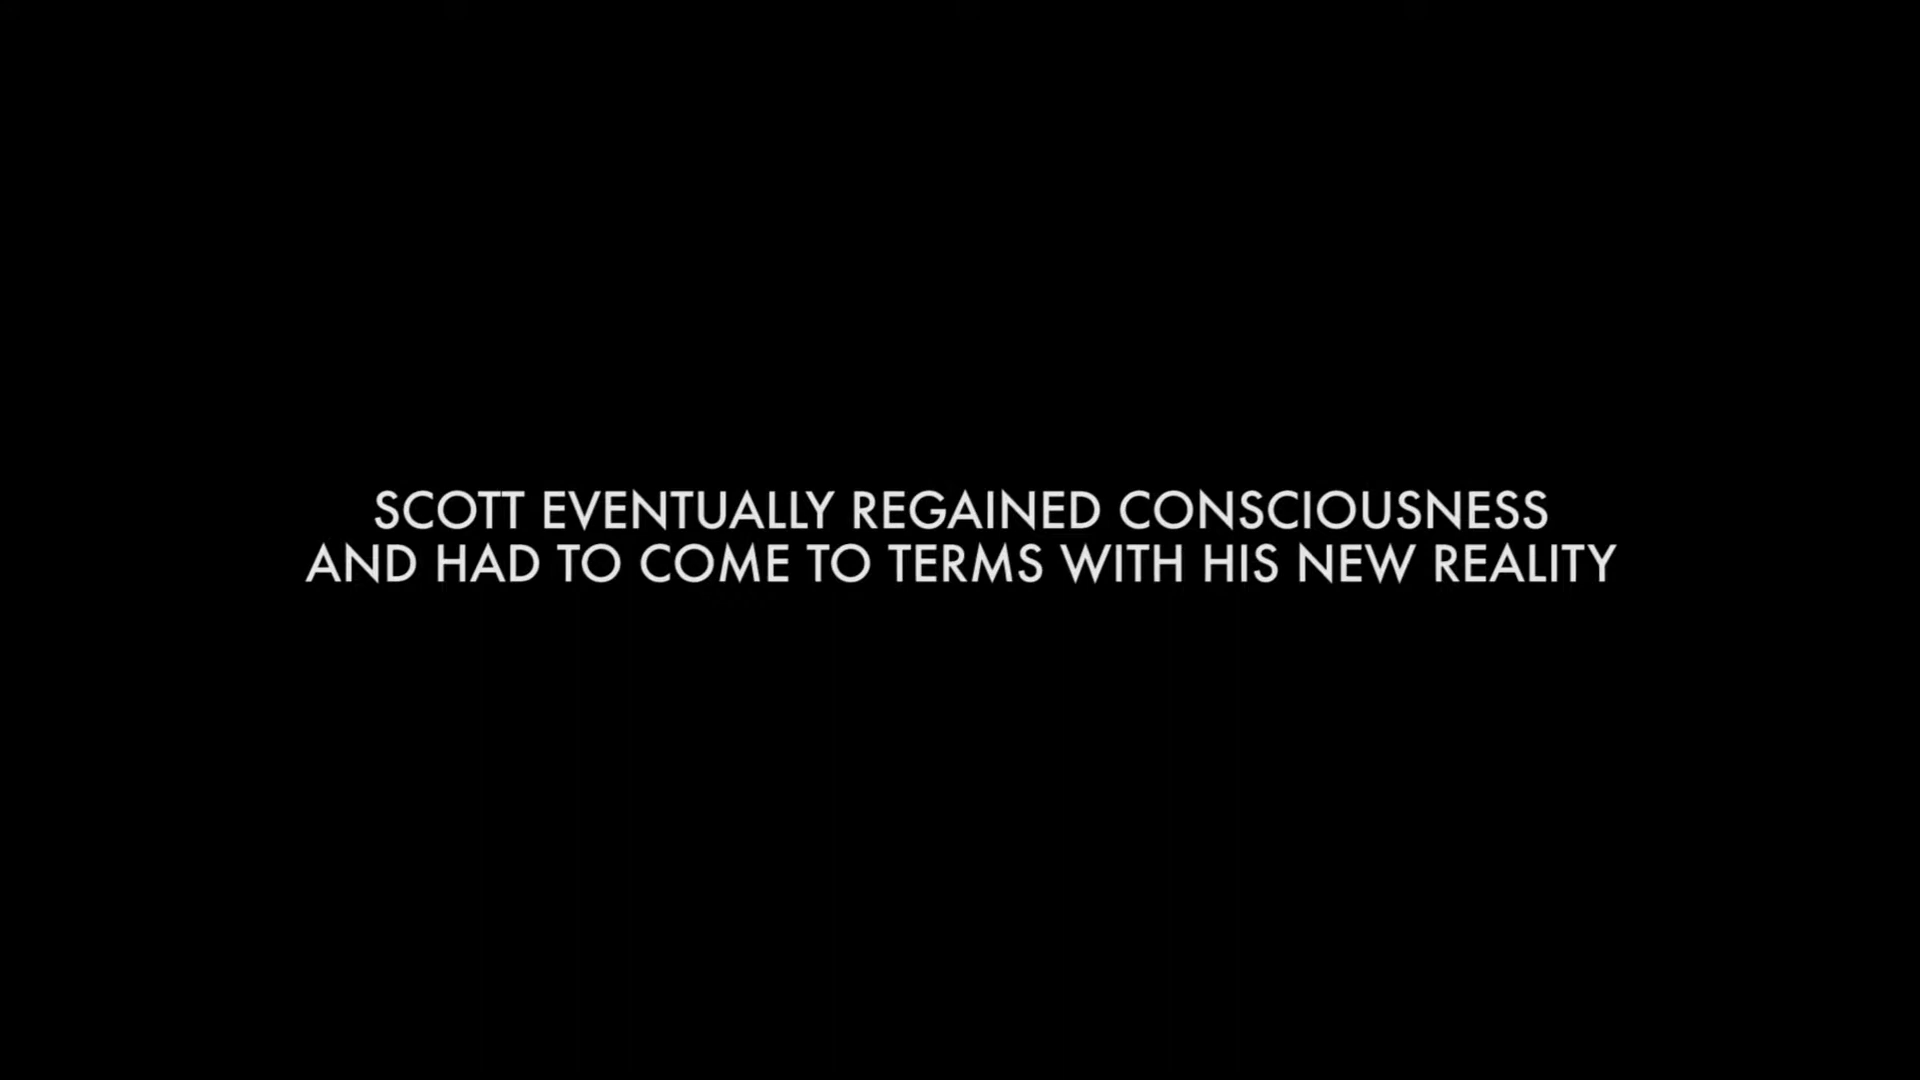 SCOTT EVENTUALLY REGAINED CONSCIOUSNESS
AND HAD TO COME TO TERMS WITH HIS NEW REALITY